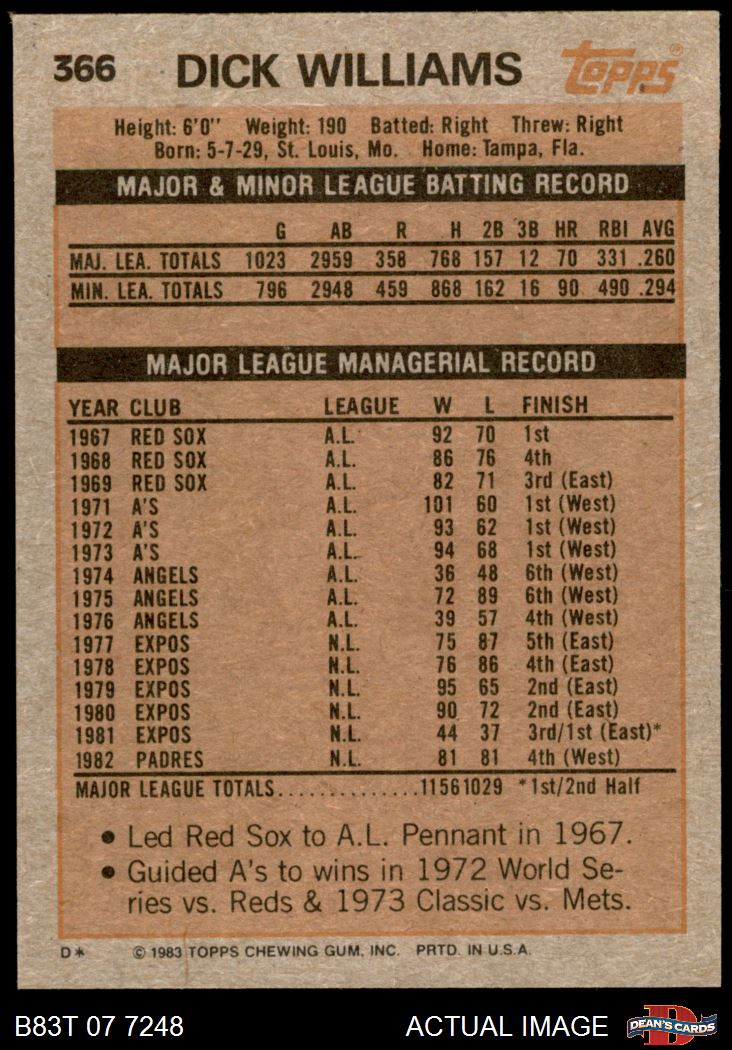 366 DICK WILLIAMS TOPPS®
Height: 6'0" Weight: 190 Batted: Right Threw: Right
Born: 5-7-29, St. Louis, Mo. Home: Tampa, Fla.
MAJOR & MINOR LEAGUE BATTING RECORD
G AB R H 2B 3B HR RBI AVG
MAJ. LEA. TOTALS 1023 2959 358 768 157 12 70 331 .260
MIN. LEA. TOTALS 796 2948 459 868 162 16 90 490 .294
MAJOR LEAGUE MANAGERIAL RECORD
YEAR CLUB LEAGUE W L FINISH
1967 RED SOX A.L. 92 70 1st
1968 RED SOX A.L. 86 76 4th
1969 RED SOX A.L. 82 71 3rd (East)
1971 A'S A.L. 101 60 1st (West)
1972 A'S A.L. 93 62 1st (West)
1973 A'S A.L. 94 68 1st (West)
1974 ANGELS A.L. 36 48 6th (West)
1975 ANGELS A.L. 72 89 6th (West)
1976 ANGELS A.L. 39 57 4th (West)
1977 EXPOS N.L. 75 87 5th (East)
1978 EXPOS N.L. 76 86 4th (East)
1979 EXPOS N.L. 95 65 2nd (East)
1980 EXPOS N.L. 90 72 2nd (East)
1981 EXPOS N.L. 44 37 3rd/1st (East)*
1982 PADRES N.L. 81 81 4th (West)
MAJOR LEAGUE TOTALS..............11561029 *1st/2nd Half
• Led Red Sox to A.L. Pennant in 1967.
• Guided A's to wins in 1972 World Se-
ries vs. Reds & 1973 Classic vs. Mets.
D* © 1983 TOPPS CHEWING GUM, INC. PRTD. IN U.S.A.
B83T 07 7248 ACTUAL IMAGE D DEAN'S CARDS